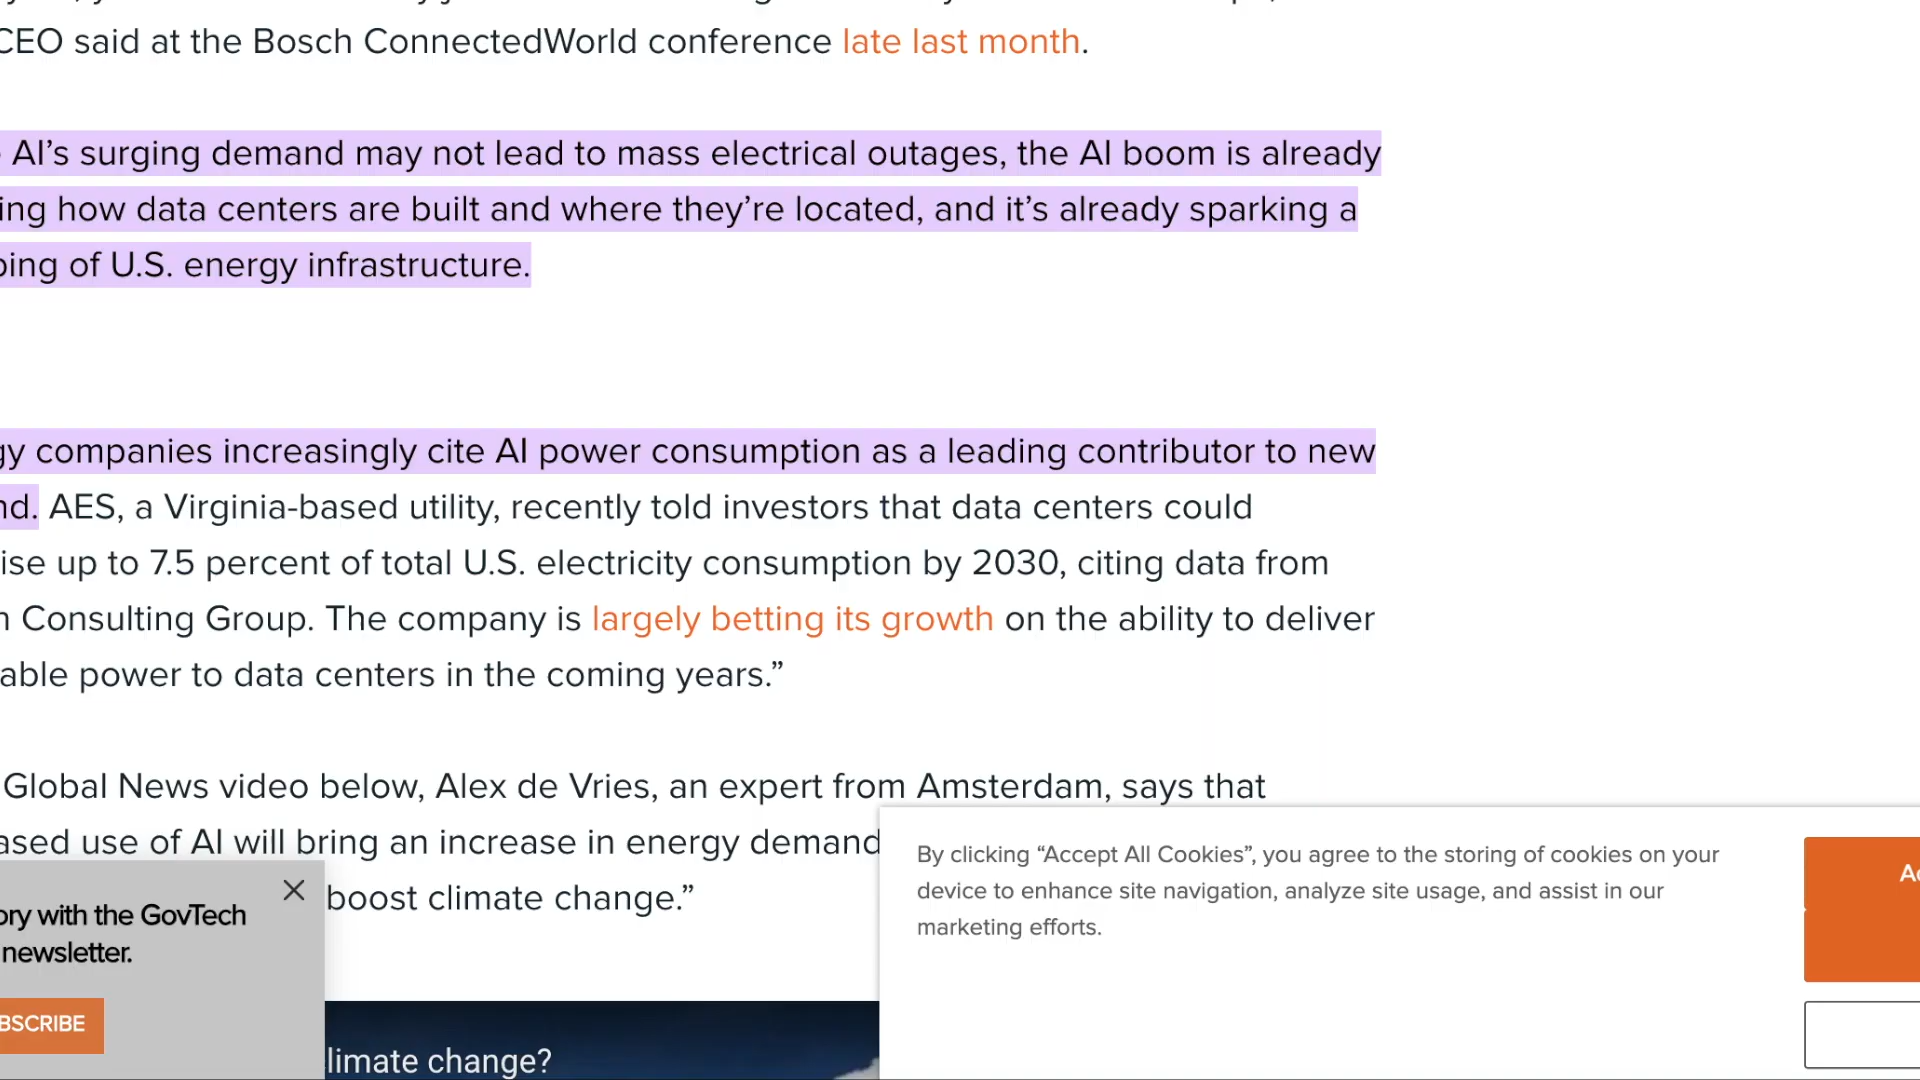 CEO said at the Bosch ConnectedWorld conference late last month.
AI’s surging demand may not lead to mass electrical outages, the AI boom is already
ing how data centers are built and where they’re located, and it’s already sparking a
ping of U.S. energy infrastructure.
gy companies increasingly cite AI power consumption as a leading contributor to new
nd. AES, a Virginia-based utility, recently told investors that data centers could
ise up to 7.5 percent of total U.S. electricity consumption by 2030, citing data from
n Consulting Group. The company is largely betting its growth on the ability to deliver
able power to data centers in the coming years.”
Global News video below, Alex de Vries, an expert from Amsterdam, says that
ased use of AI will bring an increase in energy demand
boost climate change.”
By clicking “Accept All Cookies”, you agree to the storing of cookies on your
device to enhance site navigation, analyze site usage, and assist in our
marketing efforts.
ory with the GovTech
newsletter.
BSCRIBE
limate change?